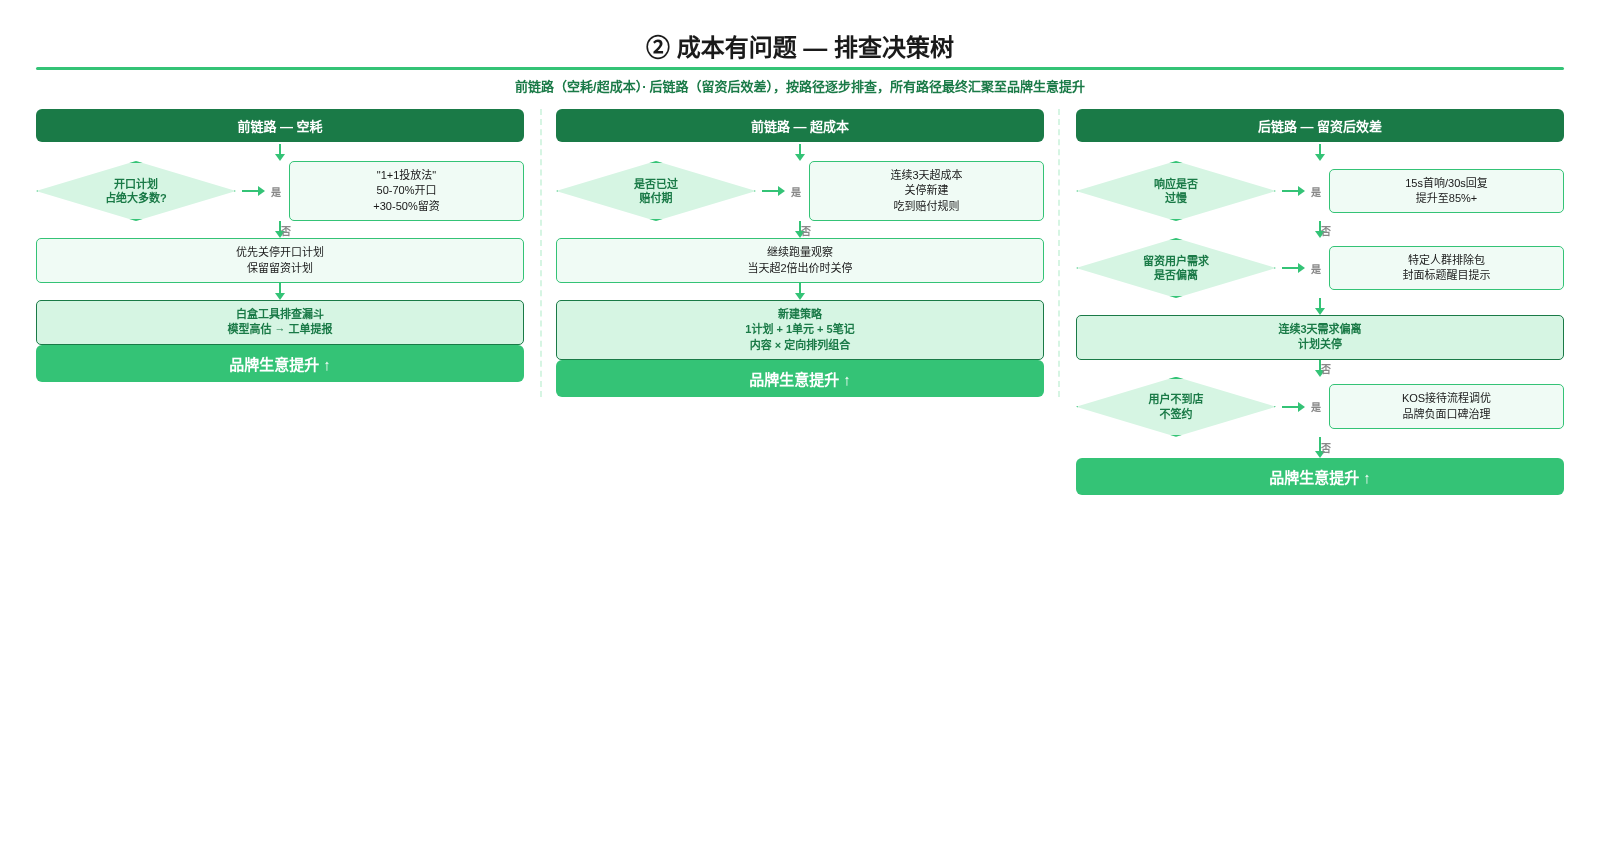 ② 成本有问题 — 排查决策树
前链路（空耗/超成本）· 后链路（留资后效差），按路径逐步排查，所有路径最终汇聚至品牌生意提升
前链路 — 空耗
开口计划
占绝大多数?
是
"1+1投放法"
50-70%开口
+30-50%留资
否
优先关停开口计划
保留留资计划
白盒工具排查漏斗
模型高估 → 工单提报
品牌生意提升 ↑
前链路 — 超成本
是否已过
赔付期
是
连续3天超成本
关停新建
吃到赔付规则
否
继续跑量观察
当天超2倍出价时关停
新建策略
1计划 + 1单元 + 5笔记
内容 × 定向排列组合
品牌生意提升 ↑
后链路 — 留资后效差
响应是否
过慢
是
15s首响/30s回复
提升至85%+
否
留资用户需求
是否偏离
是
特定人群排除包
封面标题醒目提示
连续3天需求偏离
计划关停
否
用户不到店
不签约
是
KOS接待流程调优
品牌负面口碑治理
否
品牌生意提升 ↑